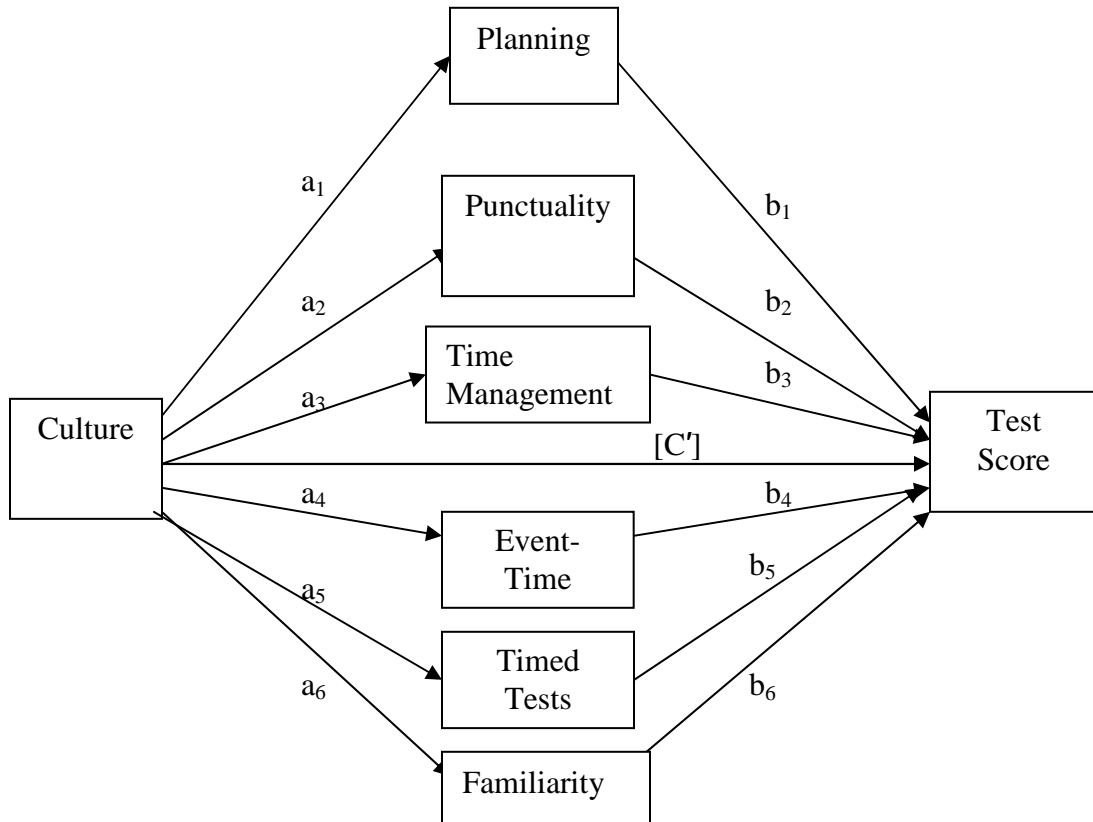 Planning
a₁
b₁
Punctuality
a₂
b₂
Time
Management
a₃
b₃
Culture
Test
Score
[C′]
a₄
b₄
Event-
Time
a₅
b₅
Timed
Tests
a₆
b₆
Familiarity